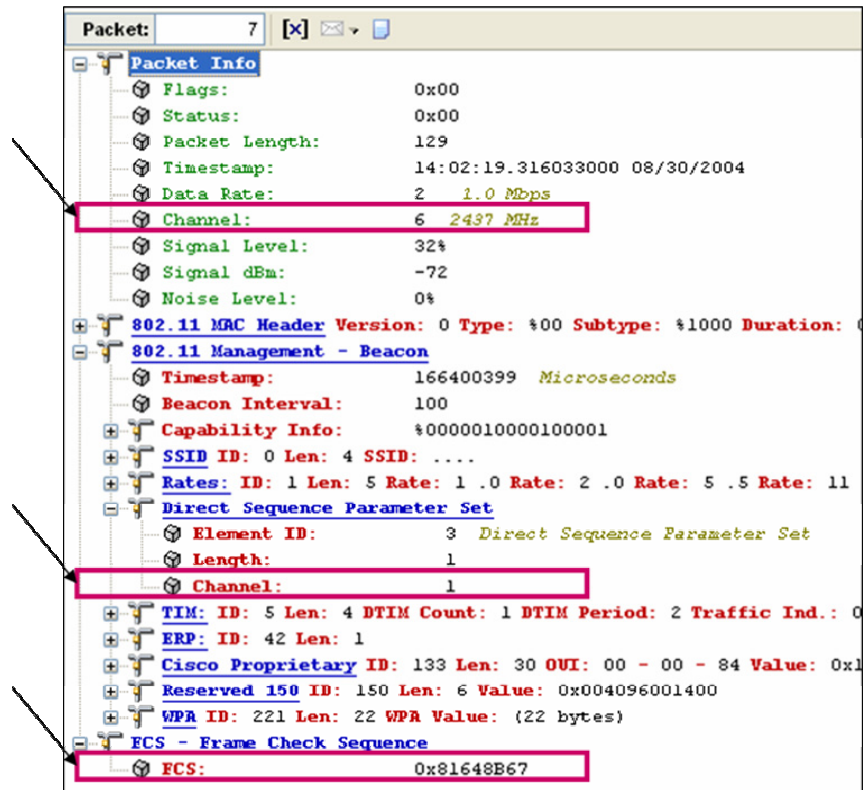 Packet: 7 [x]
Packet Info
Flags: 0x00
Status: 0x00
Packet Length: 129
Timestamp: 14:02:19.316033000 08/30/2004
Data Rate: 2 1.0 Mbps
Channel: 6 2437 MHz
Signal Level: 32%
Signal dBm: -72
Noise Level: 0%
802.11 MAC Header Version: 0 Type: %00 Subtype: %1000 Duration:
802.11 Management - Beacon
Timestamp: 166400399 Microseconds
Beacon Interval: 100
Capability Info: %0000010000100001
SSID ID: 0 Len: 4 SSID: ....
Rates: ID: 1 Len: 5 Rate: 1 .0 Rate: 2 .0 Rate: 5 .5 Rate: 11
Direct Sequence Parameter Set
Element ID: 3 Direct Sequence Parameter Set
Length: 1
Channel: 1
TIM: ID: 5 Len: 4 DTIM Count: 1 DTIM Period: 2 Traffic Ind.: 0
ERP: ID: 42 Len: 1
Cisco Proprietary ID: 133 Len: 30 OUI: 00 - 00 - 84 Value: 0x1
Reserved 150 ID: 150 Len: 6 Value: 0x004096001400
WPA ID: 221 Len: 22 WPA Value: (22 bytes)
FCS - Frame Check Sequence
FCS: 0x81648B67